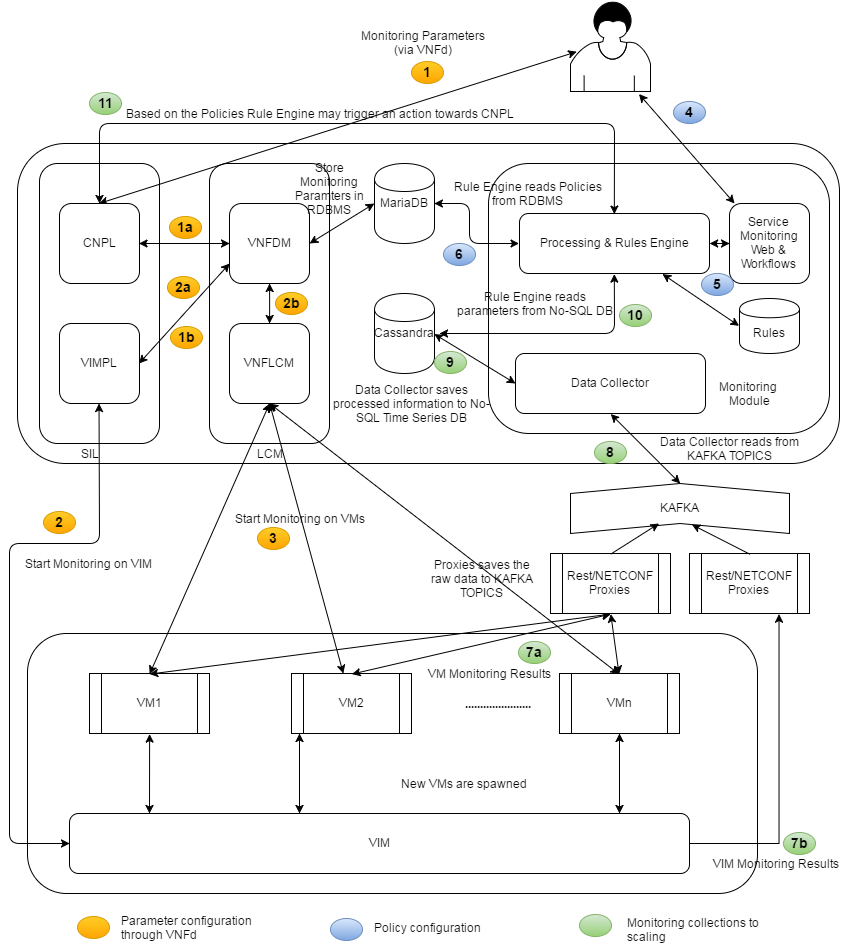 Monitoring Parameters
(via VNFd)
1
4
11
Based on the Policies Rule Engine may trigger an action towards CNPL
Store
Monitoring
Paramters in
RDBMS
MariaDB
Rule Engine reads Policies
from RDBMS
CNPL
1a
VNFDM
6
Processing & Rules Engine
Service
Monitoring
Web &
Workflows
5
2a
2b
1b
VIMPL
VNFLCM
Cassandra
Rule Engine reads
parameters from No-SQL DB
10
Rules
9
Data Collector
Monitoring
Module
Data Collector saves
processed information to No-
SQL Time Series DB
SIL
LCM
8
Data Collector reads from
KAFKA TOPICS
KAFKA
2
Start Monitoring on VIM
Start Monitoring on VMs
3
Proxies saves the
raw data to KAFKA
TOPICS
Rest/NETCONF
Proxies
Rest/NETCONF
Proxies
7a
VM Monitoring Results
VM1
VM2
......................
VMn
New VMs are spawned
VIM
7b
VIM Monitoring Results
Parameter configuration
through VNFd
Policy configuration
Monitoring collections to
scaling